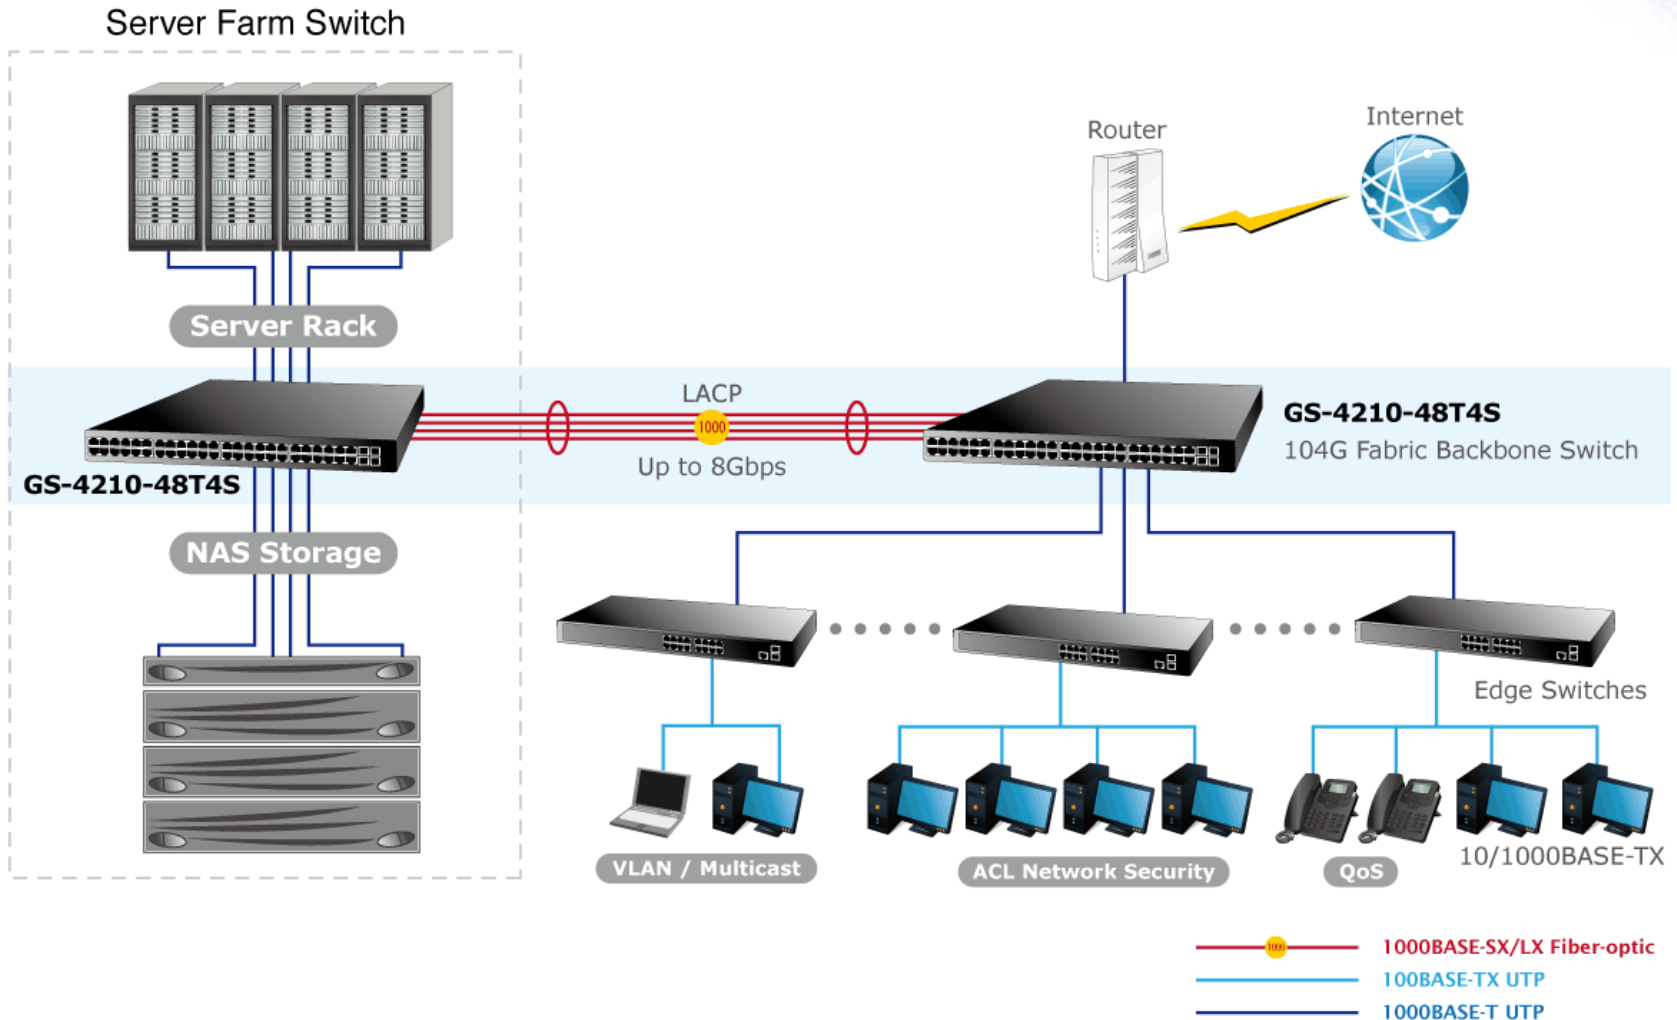 Server Farm Switch
Router
Internet
Server Rack
LACP
1000
Up to 8Gbps
GS-4210-48T4S
104G Fabric Backbone Switch
GS-4210-48T4S
NAS Storage
Edge Switches
VLAN / Multicast
ACL Network Security
QoS
10/1000BASE-TX
1000
1000BASE-SX/LX Fiber-optic
100BASE-TX UTP
1000BASE-T UTP